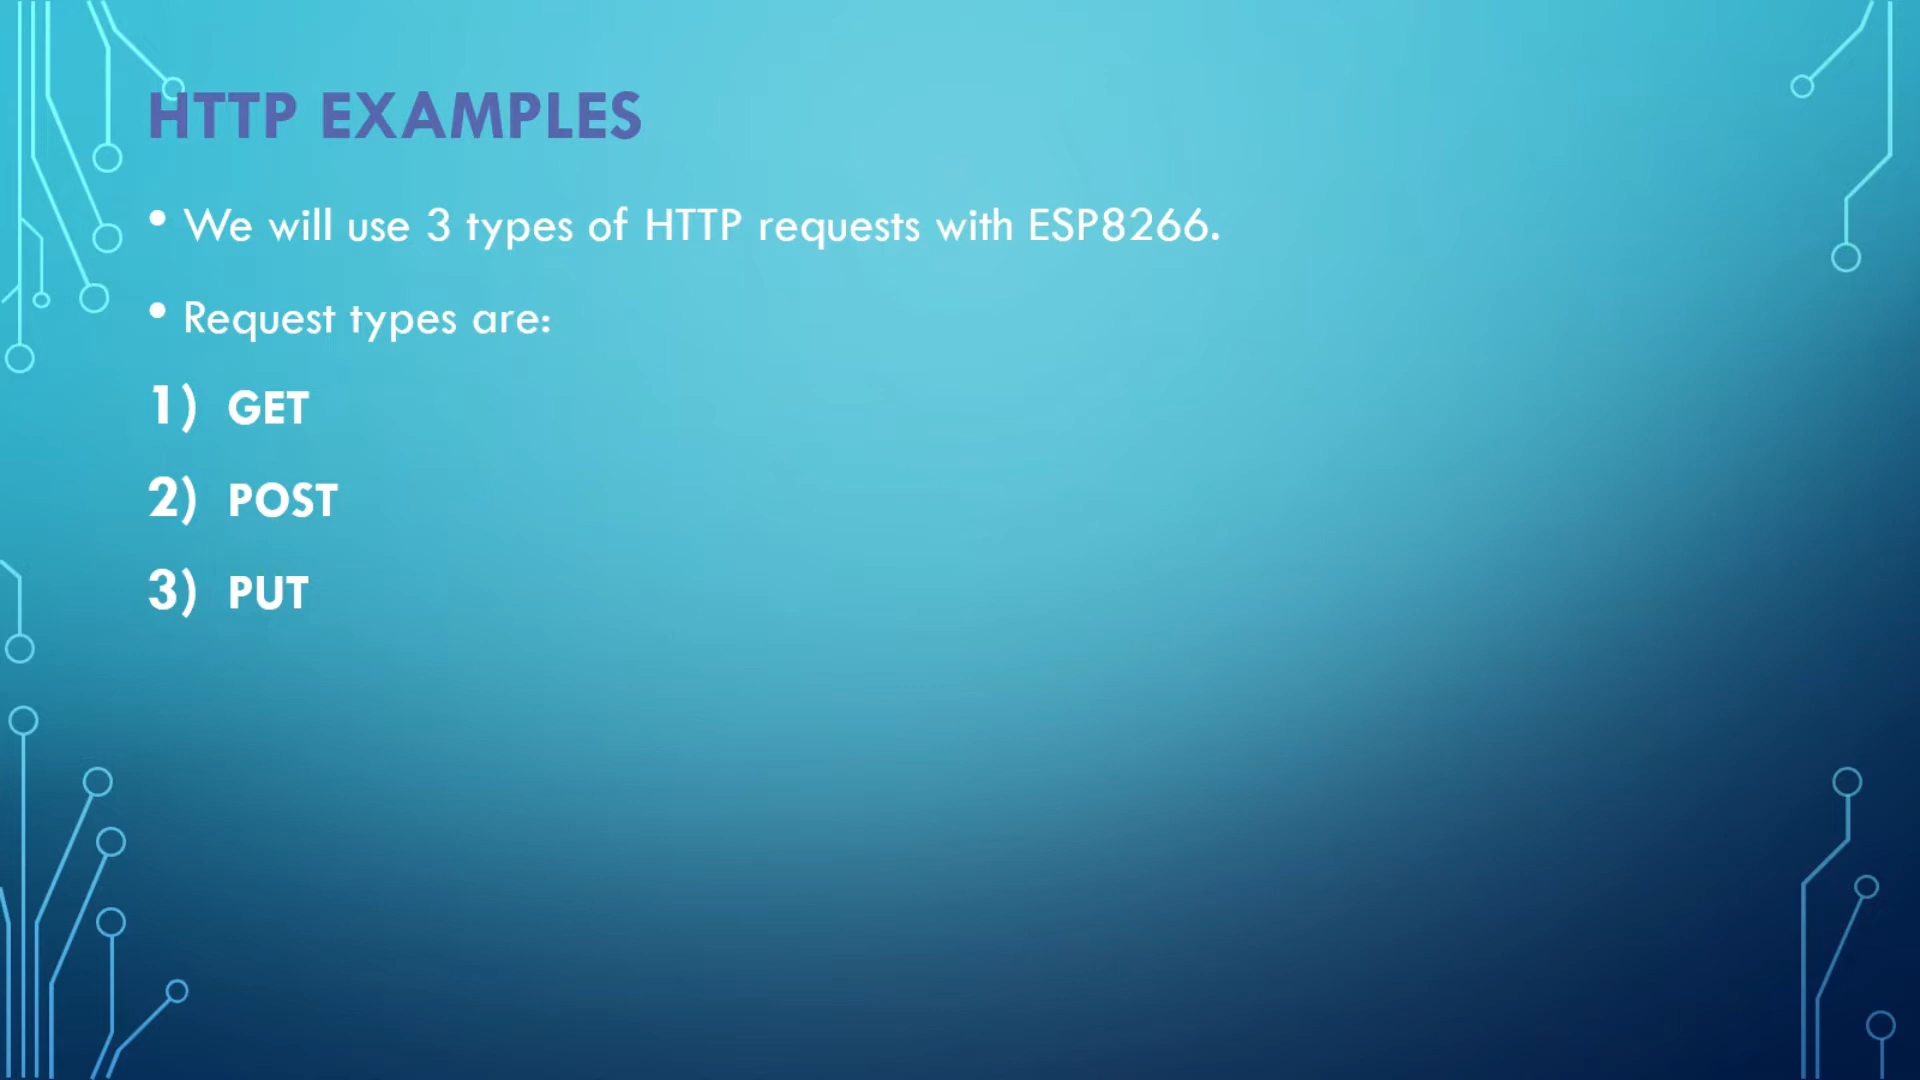 HTTP EXAMPLES
• We will use 3 types of HTTP requests with ESP8266.
• Request types are:
1) GET
2) POST
3) PUT